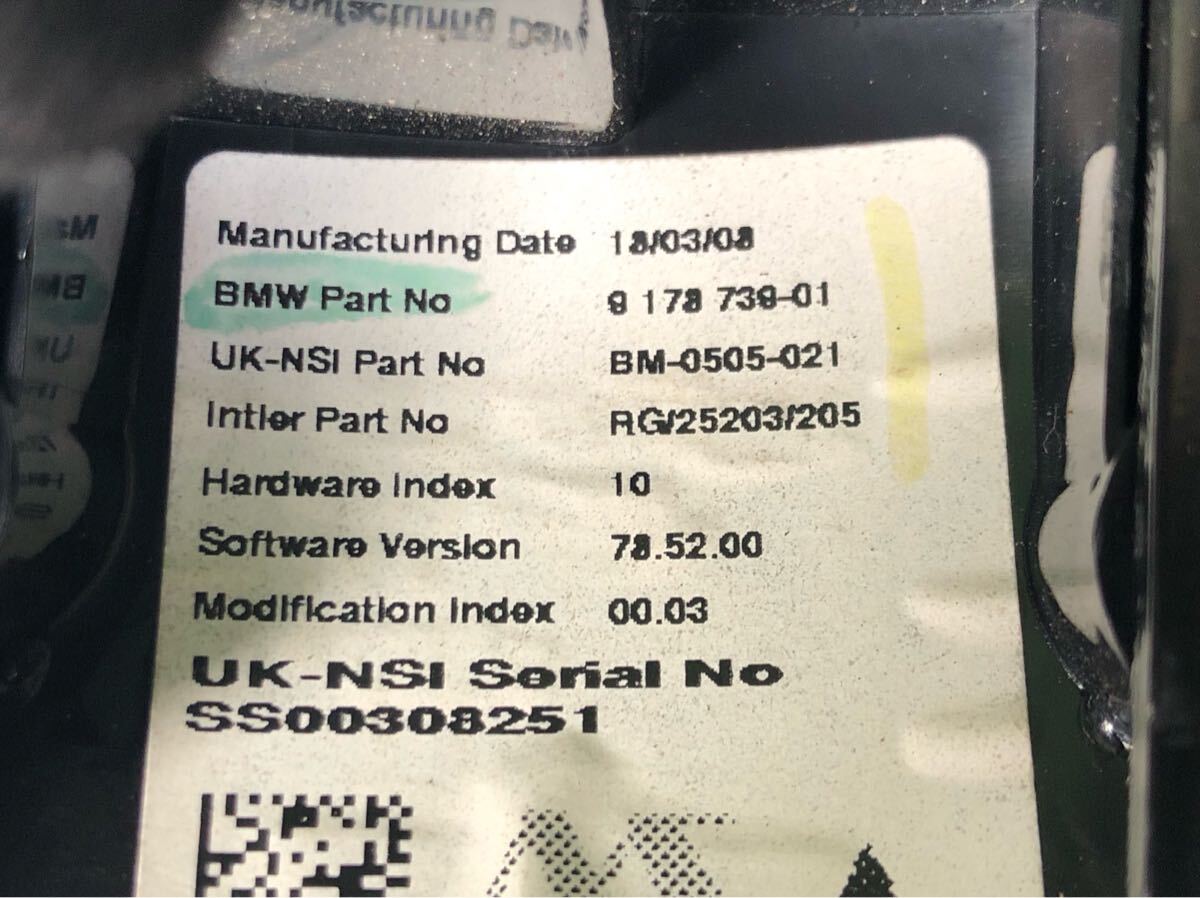 Manufacturing Date 18/03/08
BMW Part No 9 178 739-01
UK-NSI Part No BM-0505-021
Intier Part No RG/25203/205
Hardware Index 10
Software Version 78.52.00
Modification Index 00.03
UK-NSI Serial No
SS00308251